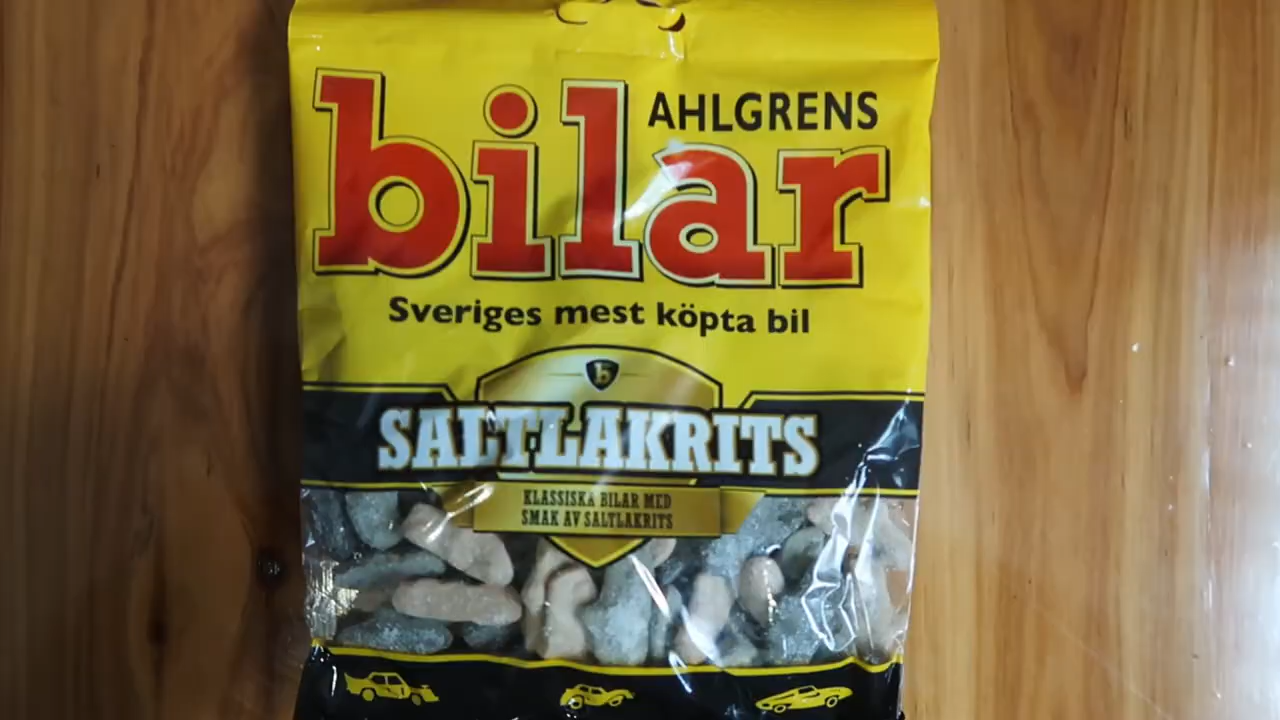 AHLGRENS
bilar
Sveriges mest köpta bil
b
SALTLAKRITS
KLASSISKA BILAR MED
SMAK AV SALTLAKRITS